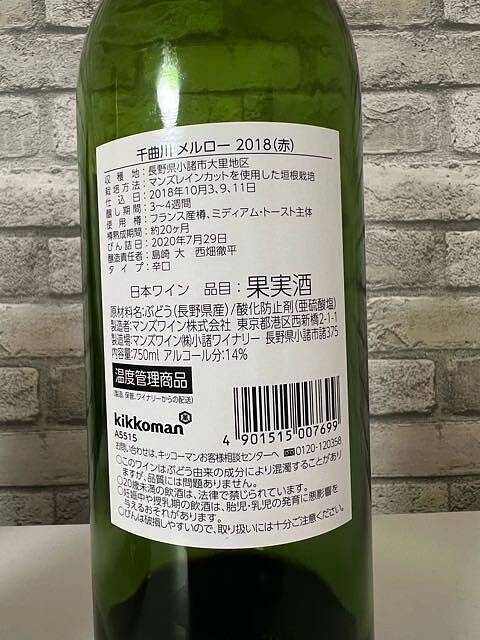 千曲川 メルロー 2018(赤)
収穫地:長野県小諸市大里地区
栽培方法:マンズレインカットを使用した垣根栽培
仕込日:2018年10月3、9、11日
醸し期間:3〜4週間
使用樽:フランス産樽、ミディアム・トースト主体
樽熟成期間:約20ヶ月
びん詰日:2020年7月29日
醸造責任者:島崎 大 西畑徹平
タイプ:辛口
日本ワイン 品目:果実酒
原材料名:ぶどう(長野県産)/酸化防止剤(亜硫酸塩)
製造者:マンズワイン株式会社 東京都港区西新橋2-1-1
製造場:マンズワイン㈱小諸ワイナリー 長野県小諸市諸375
内容量:750ml アルコール分:14%
温度管理商品
(製造、保管、ワイナリーからの配送)
kikkoman
A5515
4 901515 007699
お問い合わせは、キッコーマンお客様相談センターへ 0120-120358
○このワインはぶどう由来の成分により混濁することがあり
ますが、品質には問題ありません。
○20歳未満の飲酒は、法律で禁じられています。
○妊娠中や授乳期の飲酒は、胎児・乳児の発育に悪影響を
与えるおそれがあります。
○びんは破損しやすいので、取り扱いには十分ご注意ください。